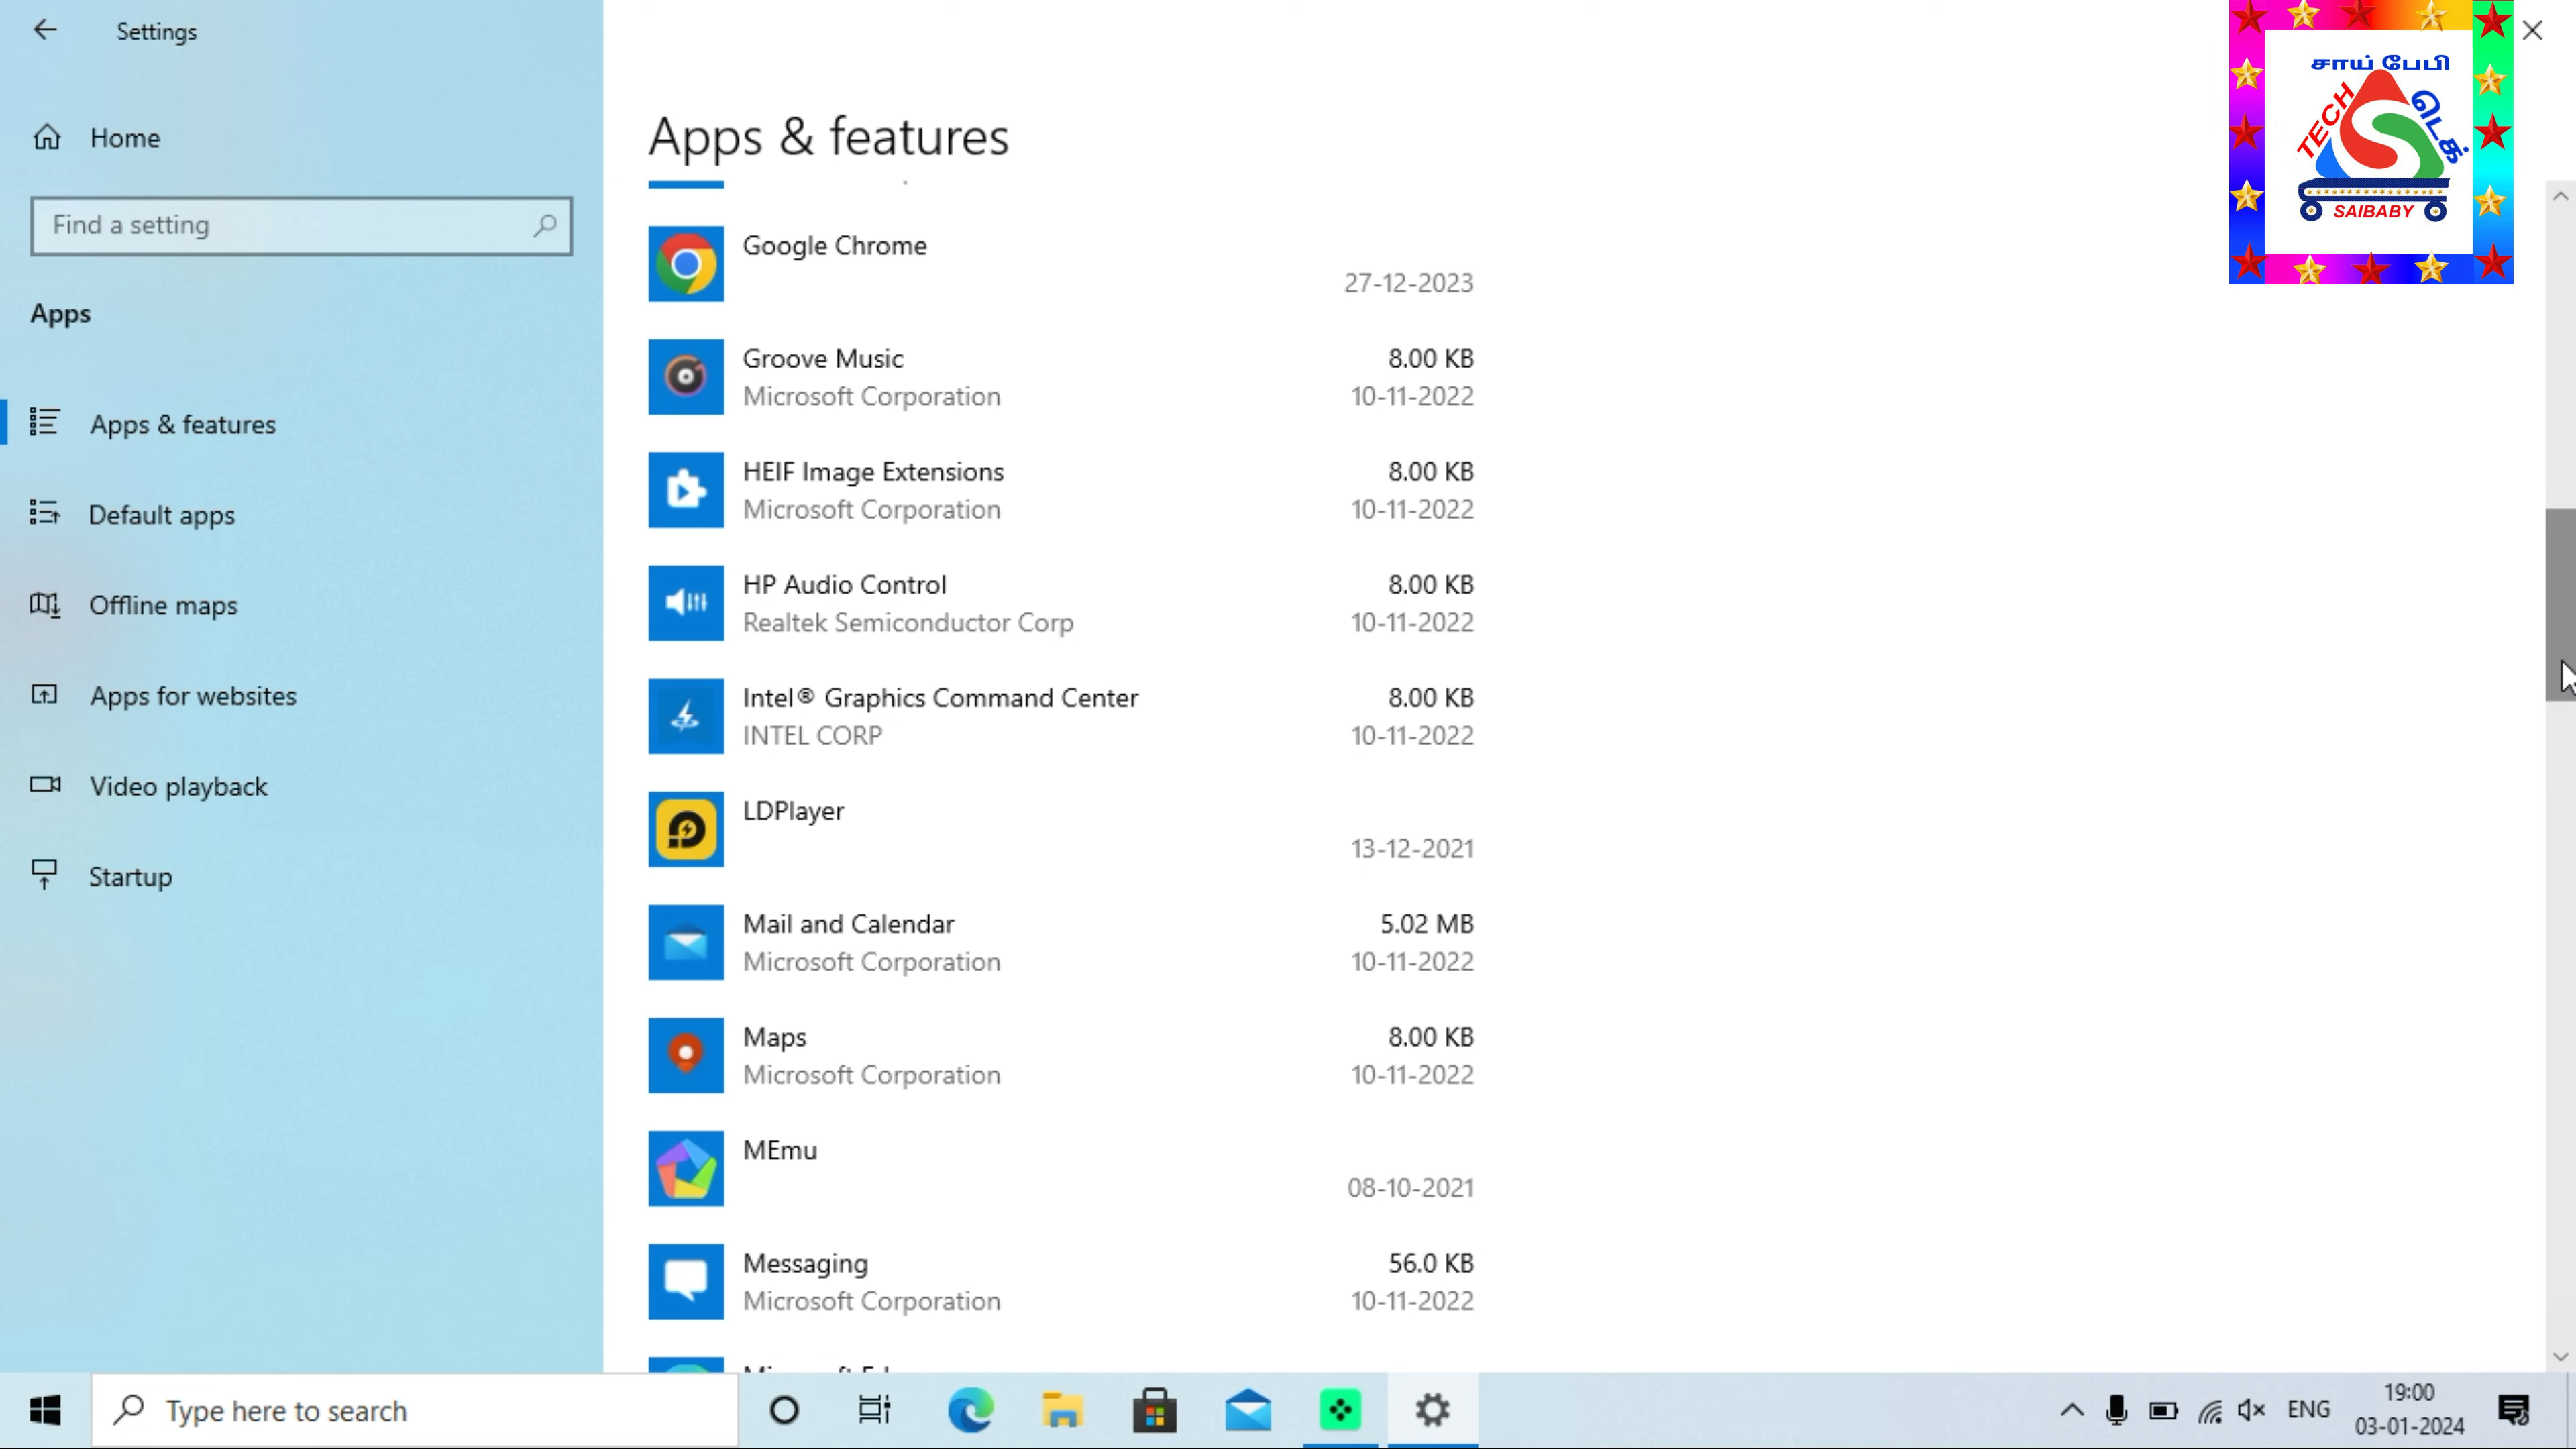 Settings
Home
Find a setting
Apps
Apps & features
Default apps
Offline maps
Apps for websites
Video playback
Startup
Apps & features
Google Chrome
27-12-2023
Groove Music 8.00 KB
Microsoft Corporation 10-11-2022
HEIF Image Extensions 8.00 KB
Microsoft Corporation 10-11-2022
HP Audio Control 8.00 KB
Realtek Semiconductor Corp 10-11-2022
Intel® Graphics Command Center 8.00 KB
INTEL CORP 10-11-2022
LDPlayer
13-12-2021
Mail and Calendar 5.02 MB
Microsoft Corporation 10-11-2022
Maps 8.00 KB
Microsoft Corporation 10-11-2022
MEmu
08-10-2021
Messaging 56.0 KB
Microsoft Corporation 10-11-2022
சாய் பேபி
TECH
டெக்
SAIBABY
Type here to search
ENG
19:00
03-01-2024